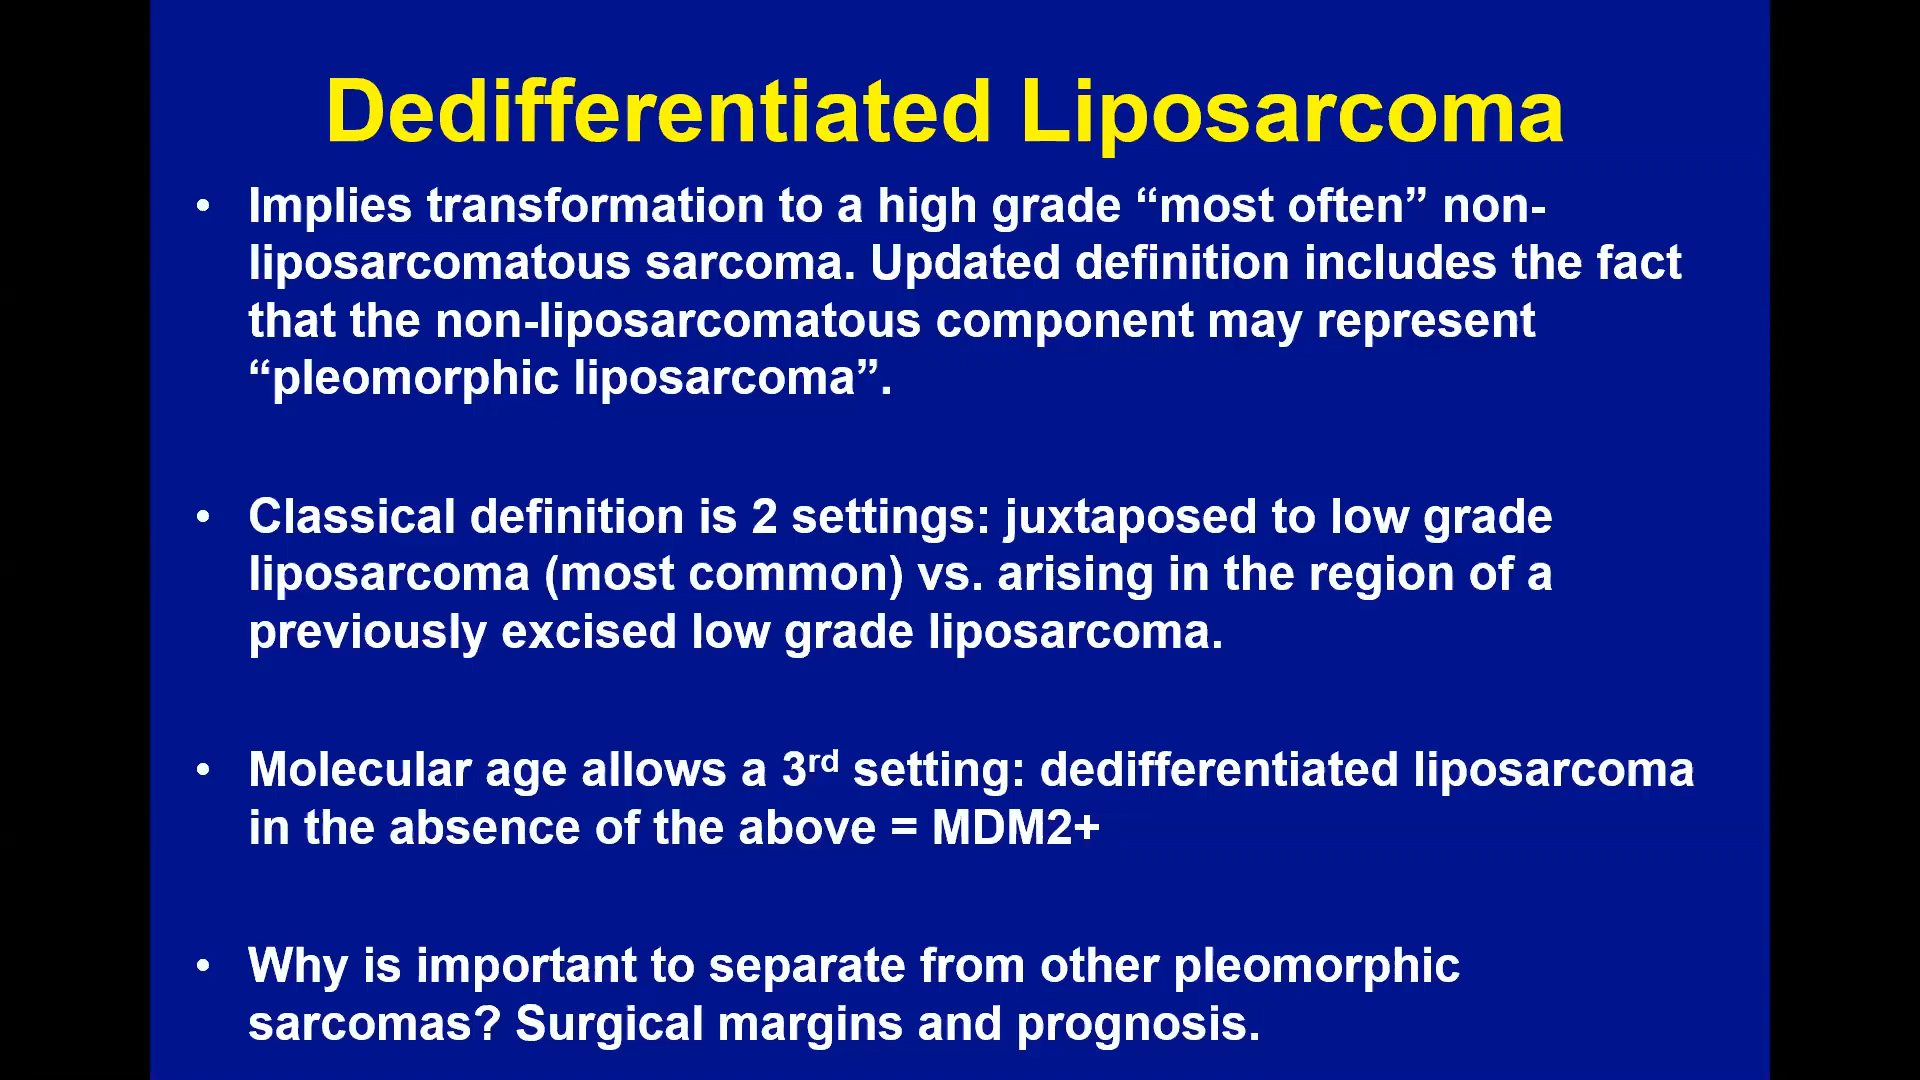 Dedifferentiated Liposarcoma
• Implies transformation to a high grade “most often” non-
liposarcomatous sarcoma. Updated definition includes the fact
that the non-liposarcomatous component may represent
“pleomorphic liposarcoma”.
• Classical definition is 2 settings: juxtaposed to low grade
liposarcoma (most common) vs. arising in the region of a
previously excised low grade liposarcoma.
• Molecular age allows a 3rd setting: dedifferentiated liposarcoma
in the absence of the above = MDM2+
• Why is important to separate from other pleomorphic
sarcomas? Surgical margins and prognosis.